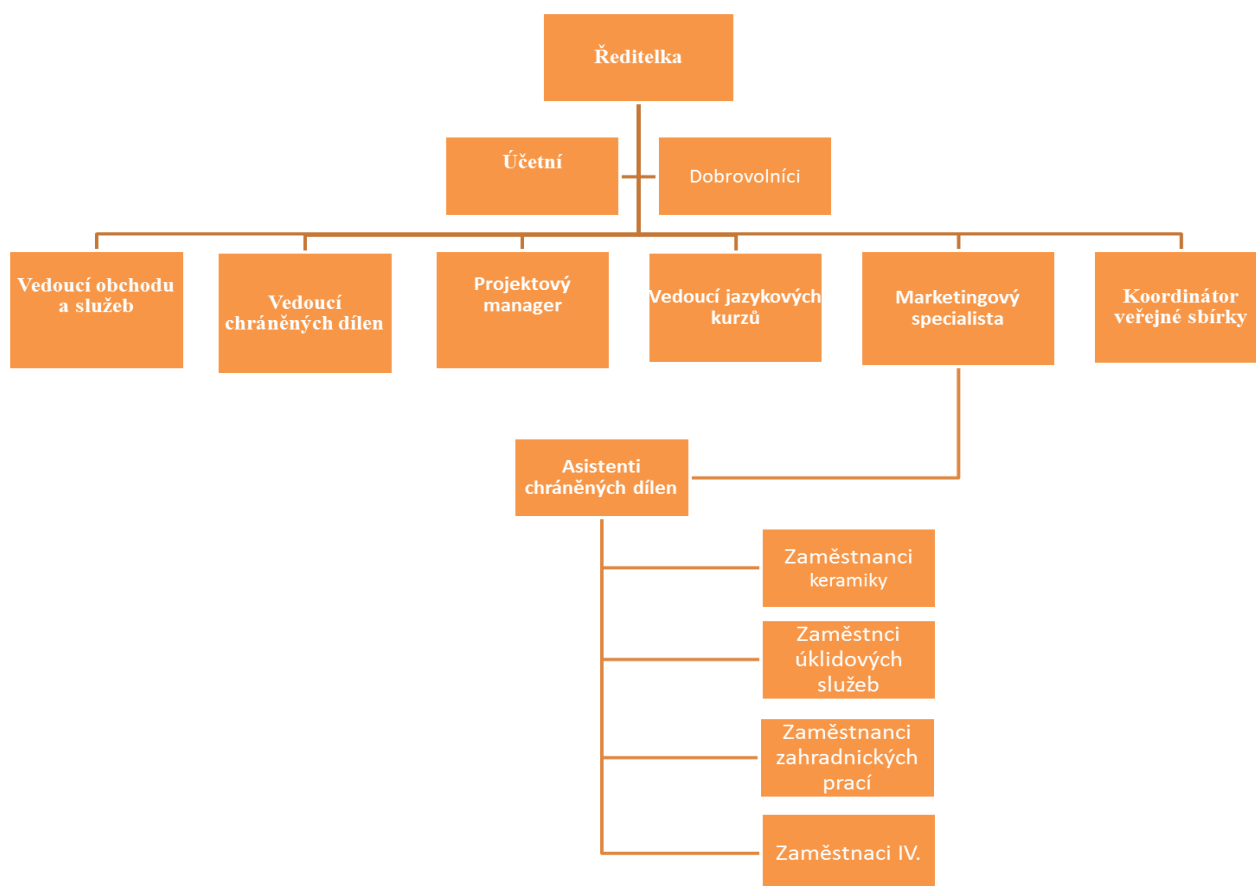 Ředitelka
Účetní
Dobrovolníci
Vedoucí obchodu
a služeb
Vedoucí
chráněných dílen
Projektový
manager
Vedoucí jazykových
kurzů
Marketingový
specialista
Koordinátor
veřejné sbírky
Asistenti
chráněných dílen
Zaměstnanci
keramiky
Zaměstnci
úklidových
služeb
Zaměstnanci
zahradnických
prací
Zaměstnaci IV.